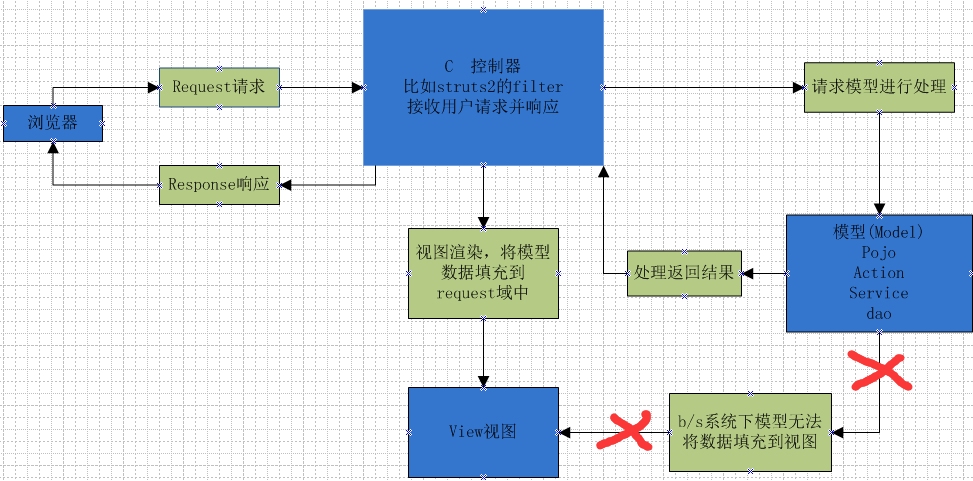 C 控制器
比如struts2的filter
接收用户请求并响应
Request请求
请求模型进行处理
浏览器
Response响应
视图渲染，将模型
数据填充到
request域中
处理返回结果
模型(Model)
Pojo
Action
Service
dao
View视图
b/s系统下模型无法
将数据填充到视图